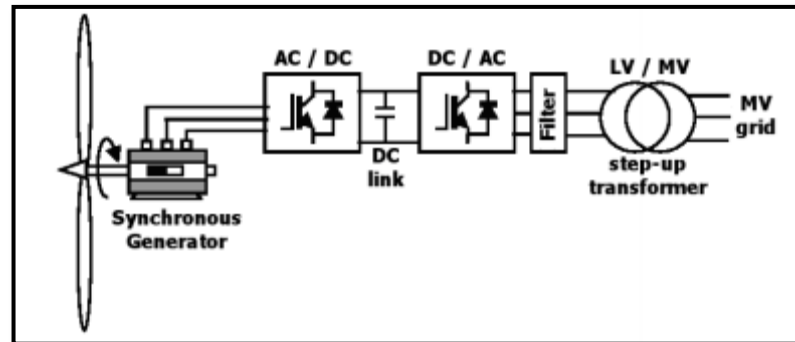 AC / DC
DC / AC
LV / MV
MV
grid
Filter
DC
link
step-up
transformer
Synchronous
Generator